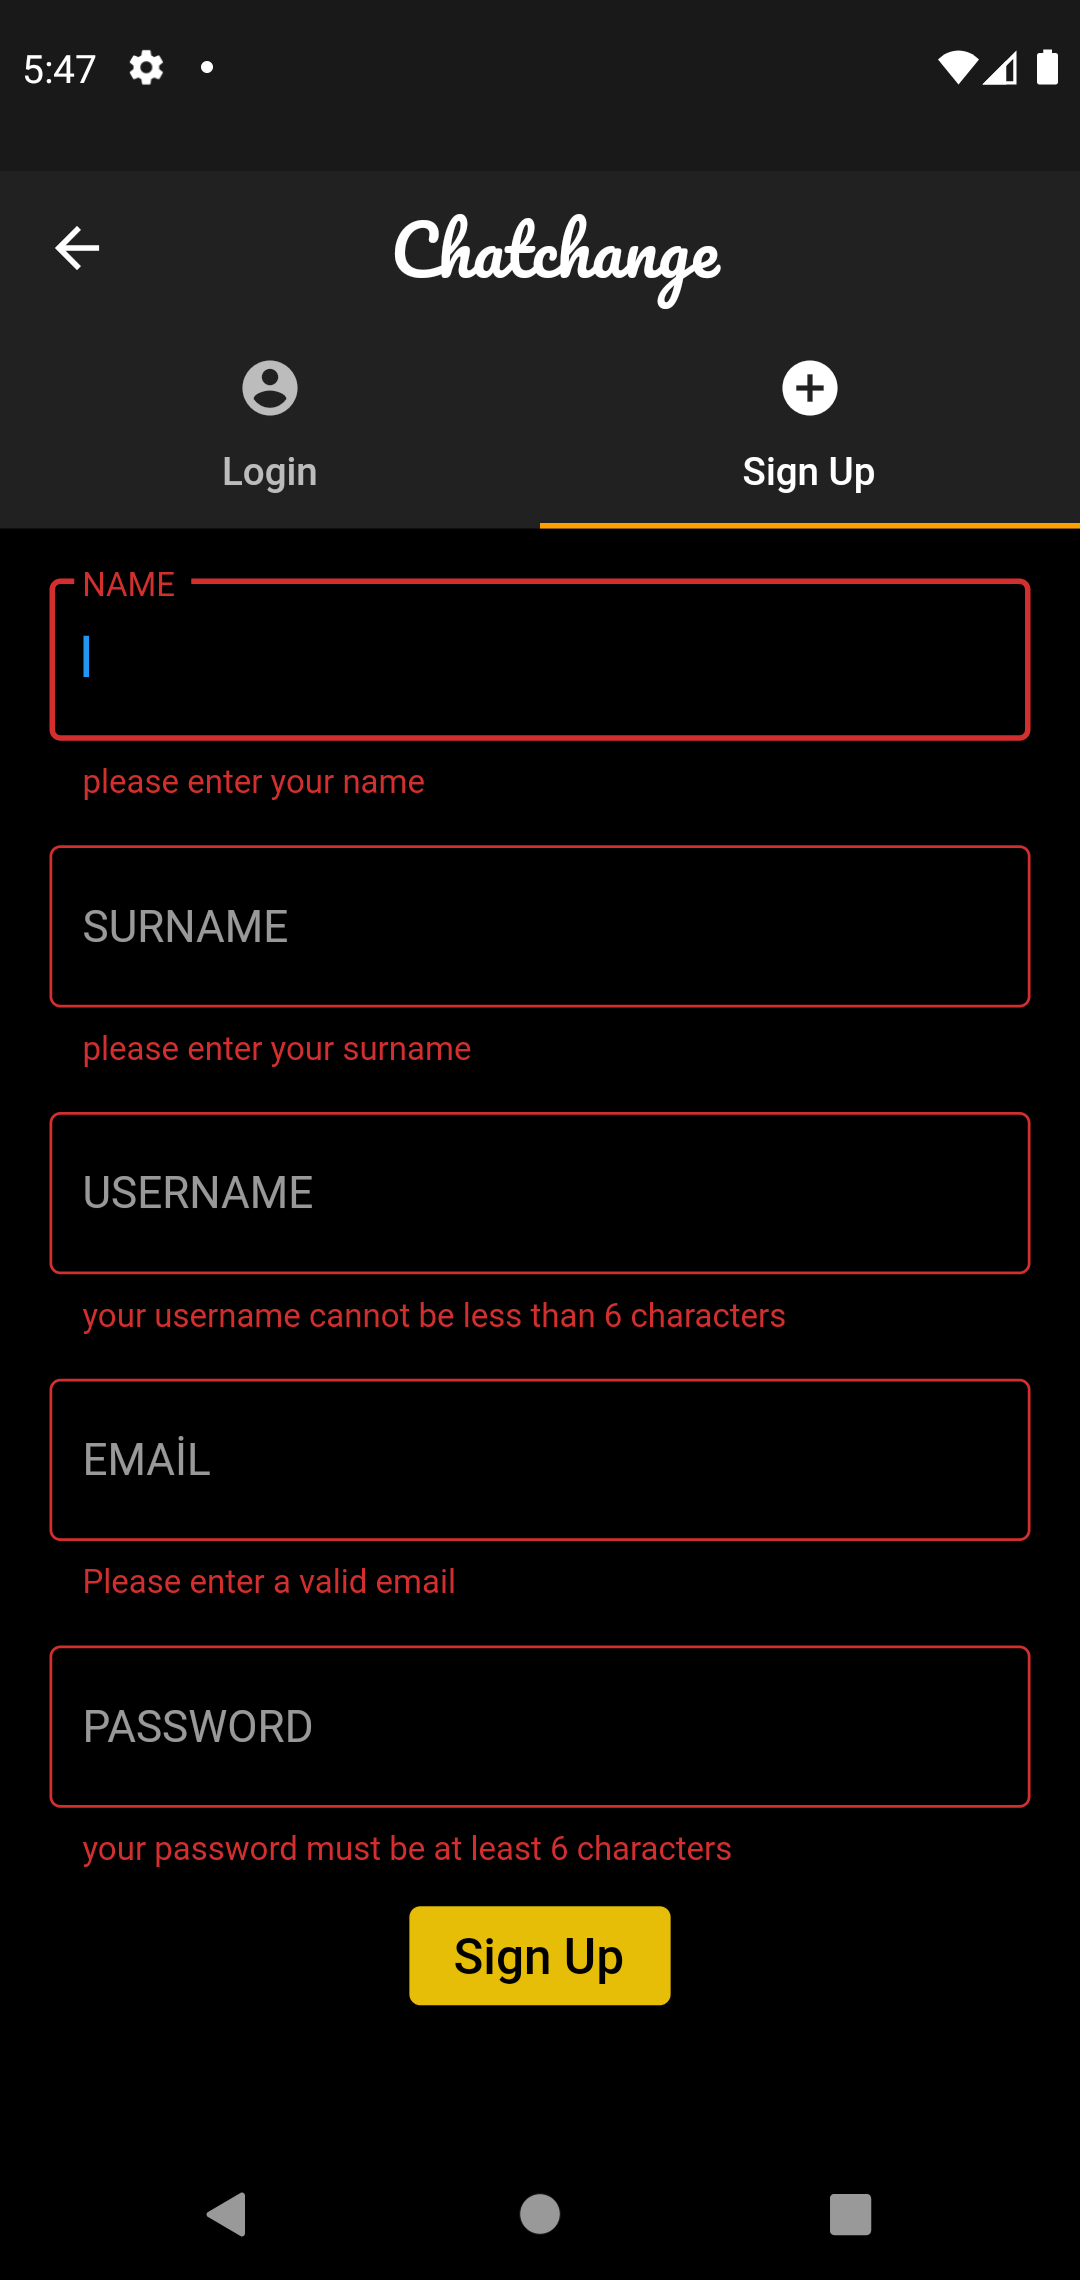 5:47
Chatchange
Login
Sign Up
NAME
please enter your name
SURNAME
please enter your surname
USERNAME
your username cannot be less than 6 characters
EMAİL
Please enter a valid email
PASSWORD
your password must be at least 6 characters
Sign Up